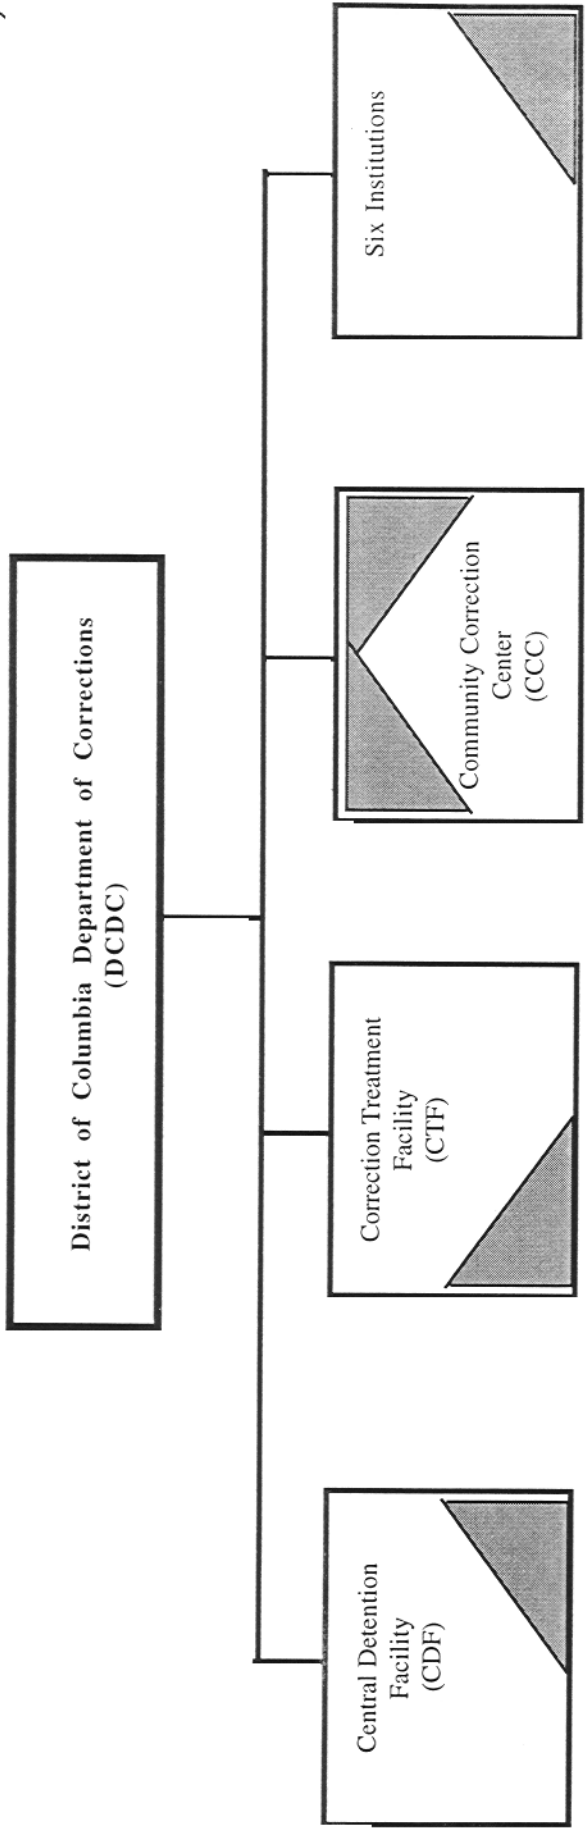 District of Columbia Department of Corrections
(DCDC)
Central Detention
Facility
(CDF)
Correction Treatment
Facility
(CTF)
Community Correction
Center
(CCC)
Six Institutions